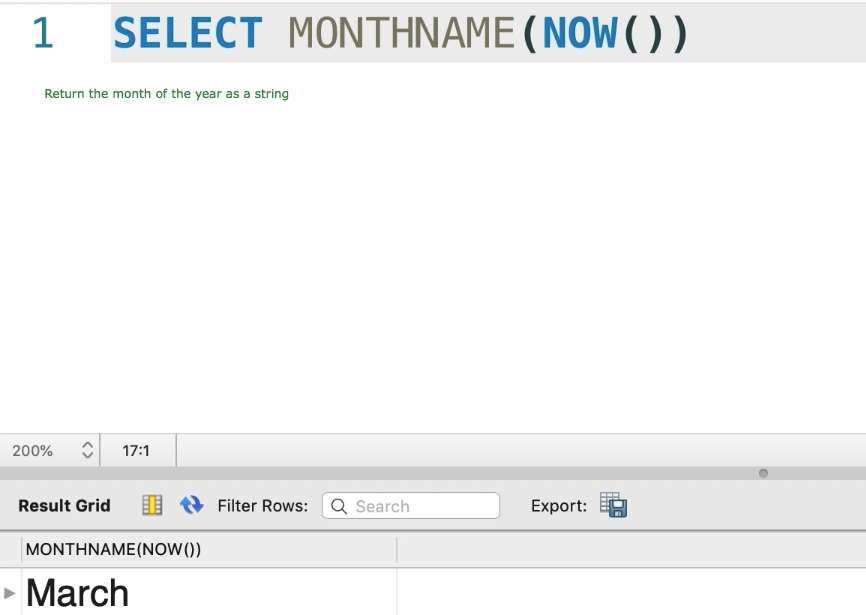 1 SELECT MONTHNAME(NOW())
Return the month of the year as a string
200% 17:1
Result Grid Filter Rows: Search Export:
MONTHNAME(NOW())
March